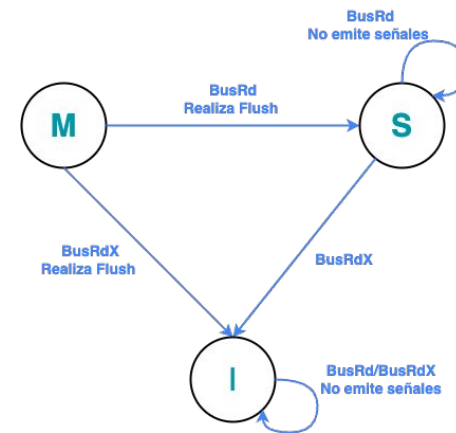 BusRd
No emite señales
BusRd
Realiza Flush
M
S
BusRdX
Realiza Flush
BusRdX
I
BusRd/BusRdX
No emite señales